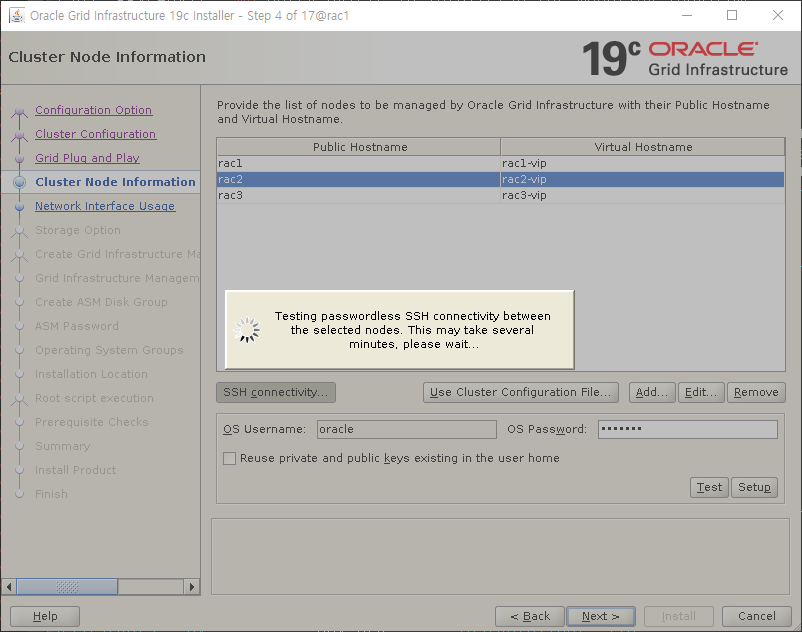 Oracle Grid Infrastructure 19c Installer - Step 4 of 17@rac1
Cluster Node Information
19c ORACLE
Grid Infrastructure
Configuration Option
Cluster Configuration
Grid Plug and Play
Cluster Node Information
Network Interface Usage
Storage Option
Create Grid Infrastructure Ma
Grid Infrastructure Managem
Create ASM Disk Group
ASM Password
Operating System Groups
Installation Location
Root script execution
Prerequisite Checks
Summary
Install Product
Finish
Provide the list of nodes to be managed by Oracle Grid Infrastructure with their Public Hostname
and Virtual Hostname.
Public Hostname Virtual Hostname
rac1 rac1-vip
rac2 rac2-vip
rac3 rac3-vip
Testing passwordless SSH connectivity between
the selected nodes. This may take several
minutes, please wait...
SSH connectivity... Use Cluster Configuration File... Add... Edit... Remove
OS Username: oracle OS Password: •••••••
Reuse private and public keys existing in the user home
Test Setup
Help < Back Next > Install Cancel